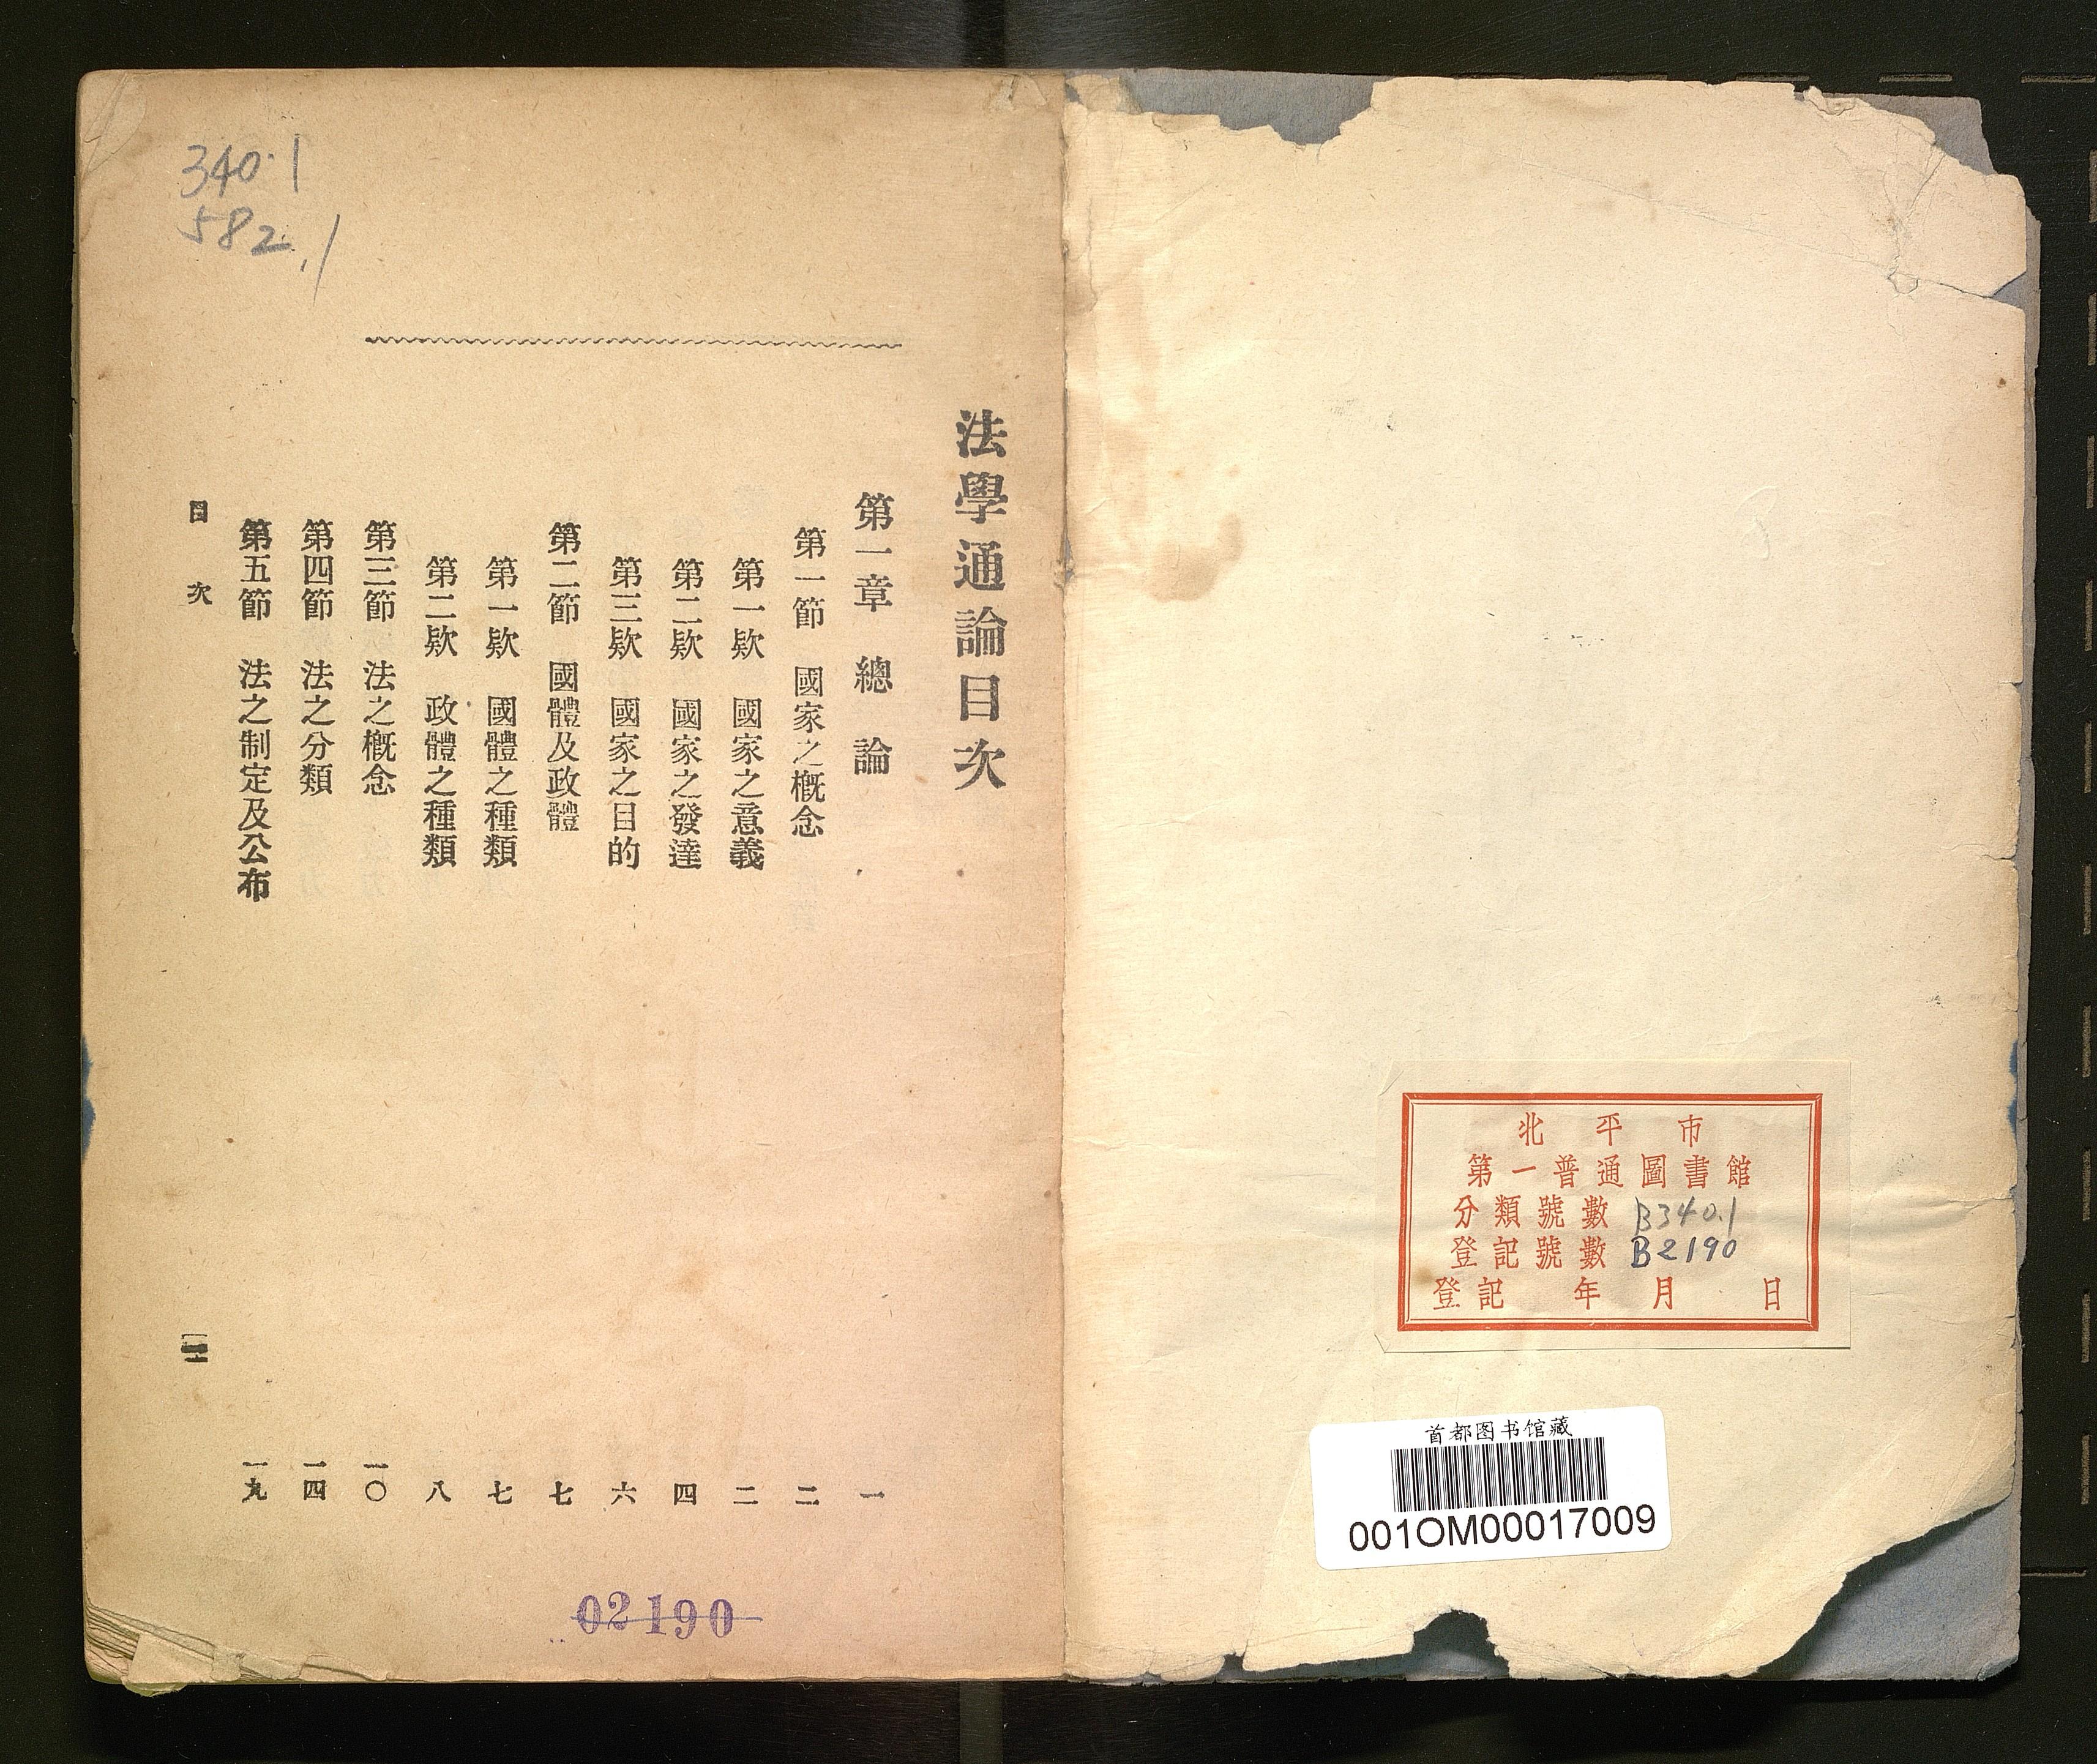 北平市
第一普通圖書館
分類號數 B340.1
登記號數 B2190
登記 年 月 日
首都图书馆藏
001OM00017009
340.1
582.1
法學通論目次
第一章 總論 一
第一節 國家之概念 二
第一欵 國家之意義 二
第二欵 國家之發達 四
第三欵 國家之目的 六
第二節 國體及政體 七
第一欵 國體之種類 七
第二欵 政體之種類 八
第三節 法之概念 一〇
第四節 法之分類 一四
第五節 法之制定及公布 一九
目次
02190